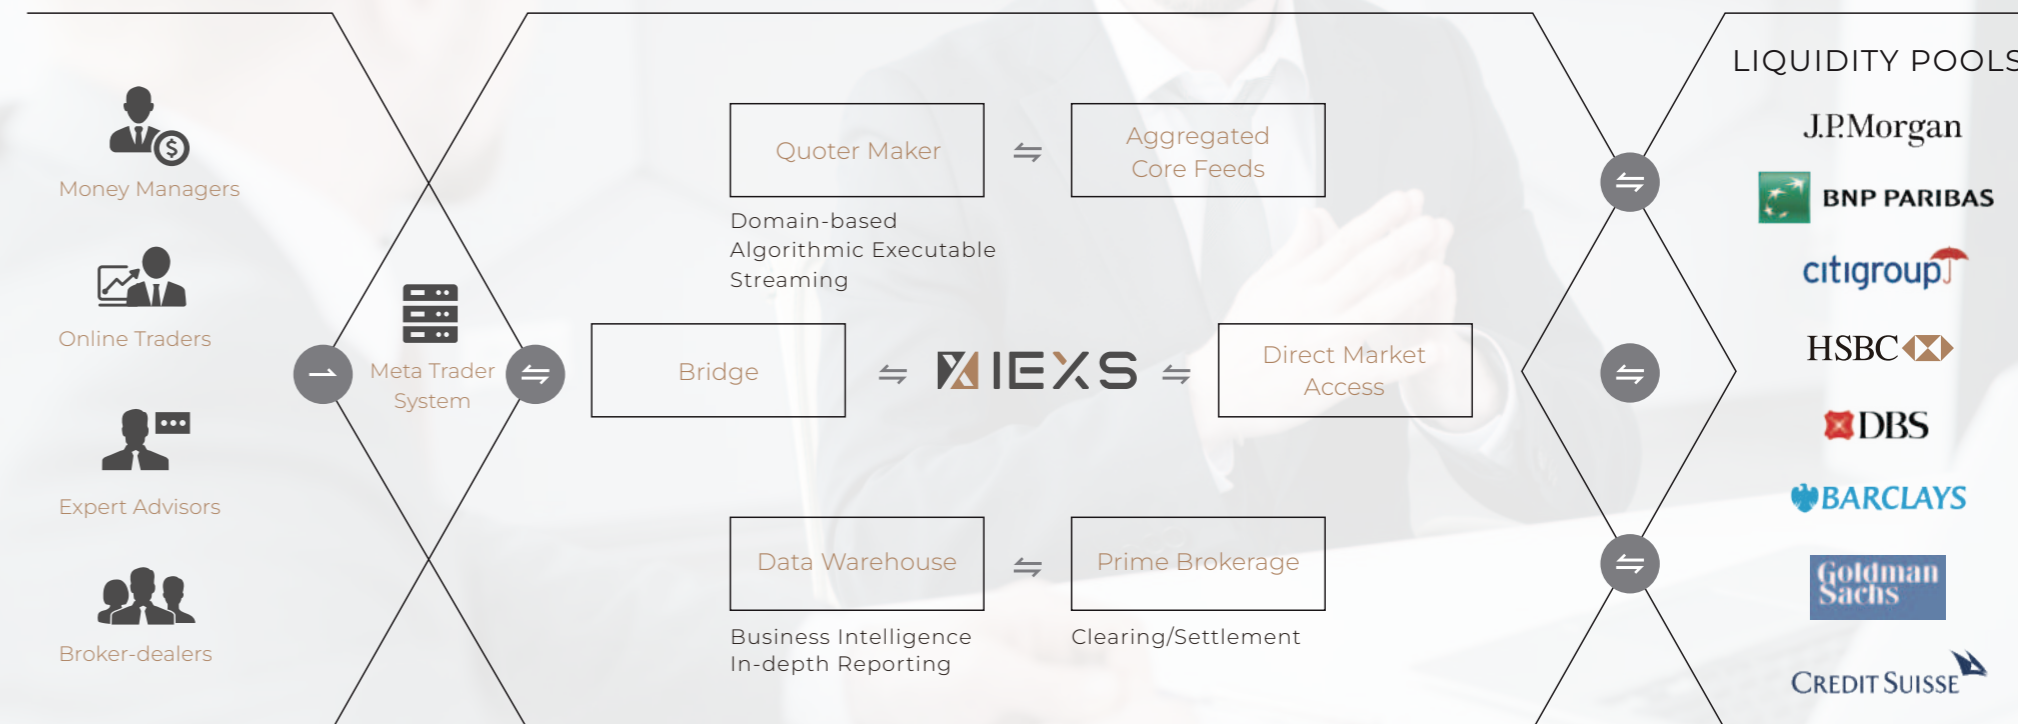 Money Managers
Online Traders
Expert Advisors
Broker-dealers
Meta Trader
System
Quoter Maker
Aggregated
Core Feeds
Domain-based
Algorithmic Executable
Streaming
Bridge
IEXS
Direct Market
Access
Data Warehouse
Prime Brokerage
Business Intelligence
In-depth Reporting
Clearing/Settlement
LIQUIDITY POOLS
J.P.Morgan
BNP PARIBAS
citigroup
HSBC
DBS
BARCLAYS
Goldman
Sachs
CREDIT SUISSE